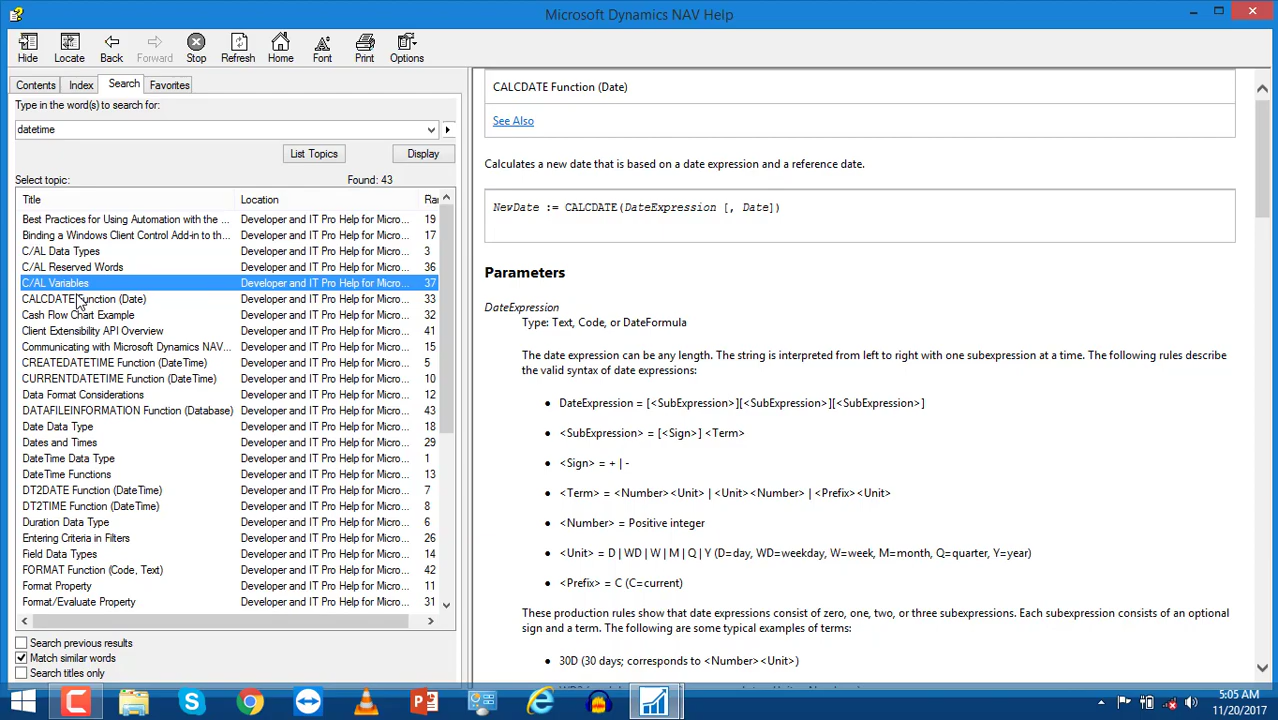 Microsoft Dynamics NAV Help
Hide Locate Back Forward Stop Refresh Home Font Print Options
Contents Index Search Favorites
Type in the word(s) to search for:
datetime
List Topics Display
Select topic: Found: 43
Title Location Ran
Best Practices for Using Automation with the ... Developer and IT Pro Help for Micro... 19
Binding a Windows Client Control Add-in to th... Developer and IT Pro Help for Micro... 17
C/AL Data Types Developer and IT Pro Help for Micro... 3
C/AL Reserved Words Developer and IT Pro Help for Micro... 36
C/AL Variables Developer and IT Pro Help for Micro... 37
CALCDATE Function (Date) Developer and IT Pro Help for Micro... 33
Cash Flow Chart Example Developer and IT Pro Help for Micro... 32
Client Extensibility API Overview Developer and IT Pro Help for Micro... 41
Communicating with Microsoft Dynamics NAV... Developer and IT Pro Help for Micro... 15
CREATEDATETIME Function (DateTime) Developer and IT Pro Help for Micro... 5
CURRENTDATETIME Function (DateTime) Developer and IT Pro Help for Micro... 10
Data Format Considerations Developer and IT Pro Help for Micro... 12
DATAFILEINFORMATION Function (Database) Developer and IT Pro Help for Micro... 43
Date Data Type Developer and IT Pro Help for Micro... 18
Dates and Times Developer and IT Pro Help for Micro... 29
DateTime Data Type Developer and IT Pro Help for Micro... 1
DateTime Functions Developer and IT Pro Help for Micro... 13
DT2DATE Function (DateTime) Developer and IT Pro Help for Micro... 7
DT2TIME Function (DateTime) Developer and IT Pro Help for Micro... 8
Duration Data Type Developer and IT Pro Help for Micro... 6
Entering Criteria in Filters Developer and IT Pro Help for Micro... 26
Field Data Types Developer and IT Pro Help for Micro... 14
FORMAT Function (Code, Text) Developer and IT Pro Help for Micro... 42
Format Property Developer and IT Pro Help for Micro... 11
Format/Evaluate Property Developer and IT Pro Help for Micro... 31
Search previous results
Match similar words
Search titles only
CALCDATE Function (Date)
See Also
Calculates a new date that is based on a date expression and a reference date.
NewDate := CALCDATE(DateExpression [, Date])
Parameters
DateExpression
Type: Text, Code, or DateFormula
The date expression can be any length. The string is interpreted from left to right with one subexpression at a time. The following rules describe
the valid syntax of date expressions:
• DateExpression = [<SubExpression>][<SubExpression>][<SubExpression>]
• <SubExpression> = [<Sign>] <Term>
• <Sign> = + | -
• <Term> = <Number><Unit> | <Unit><Number> | <Prefix><Unit>
• <Number> = Positive integer
• <Unit> = D | WD | W | M | Q | Y (D=day, WD=weekday, W=week, M=month, Q=quarter, Y=year)
• <Prefix> = C (C=current)
These production rules show that date expressions consist of zero, one, two, or three subexpressions. Each subexpression consists of an optional
sign and a term. The following are some typical examples of terms:
• 30D (30 days; corresponds to <Number><Unit>)
5:05 AM
11/20/2017